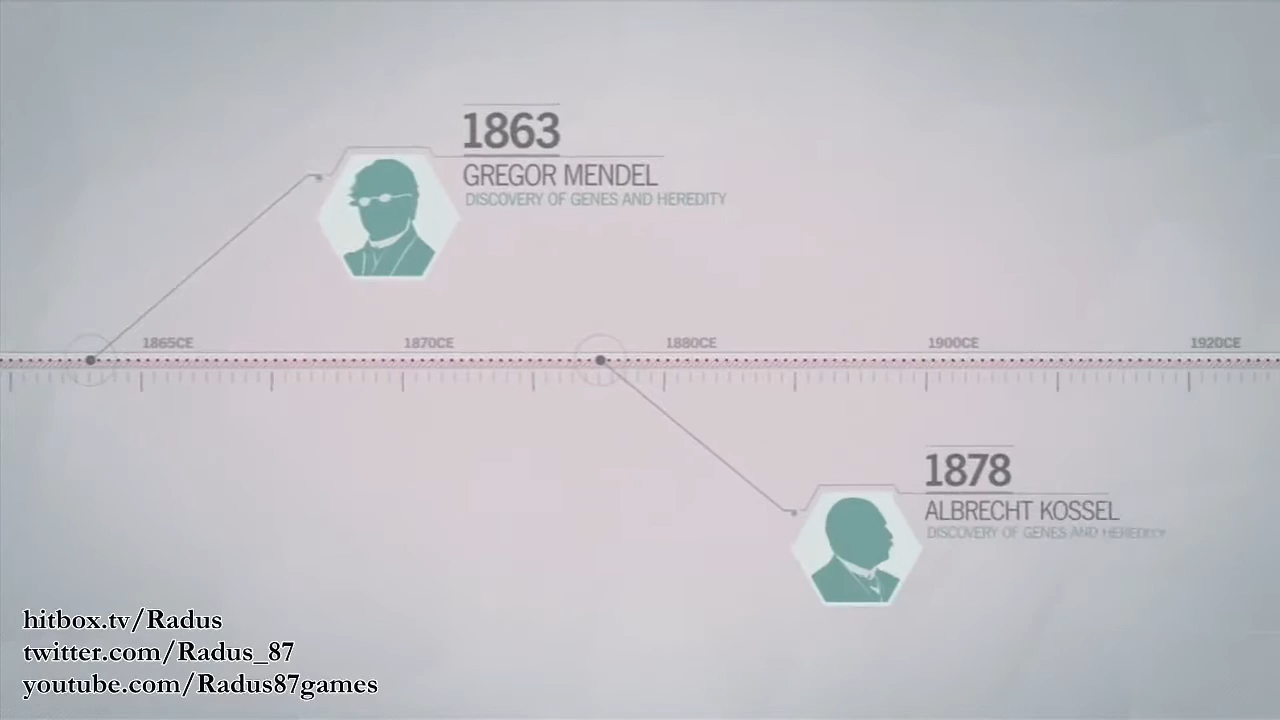 1863
GREGOR MENDEL
DISCOVERY OF GENES AND HEREDITY
1865CE
1870CE
1880CE
1900CE
1920CE
1878
ALBRECHT KOSSEL
DISCOVERY OF GENES AND HEREDITY
hitbox.tv/Radus
twitter.com/Radus_87
youtube.com/Radus87games